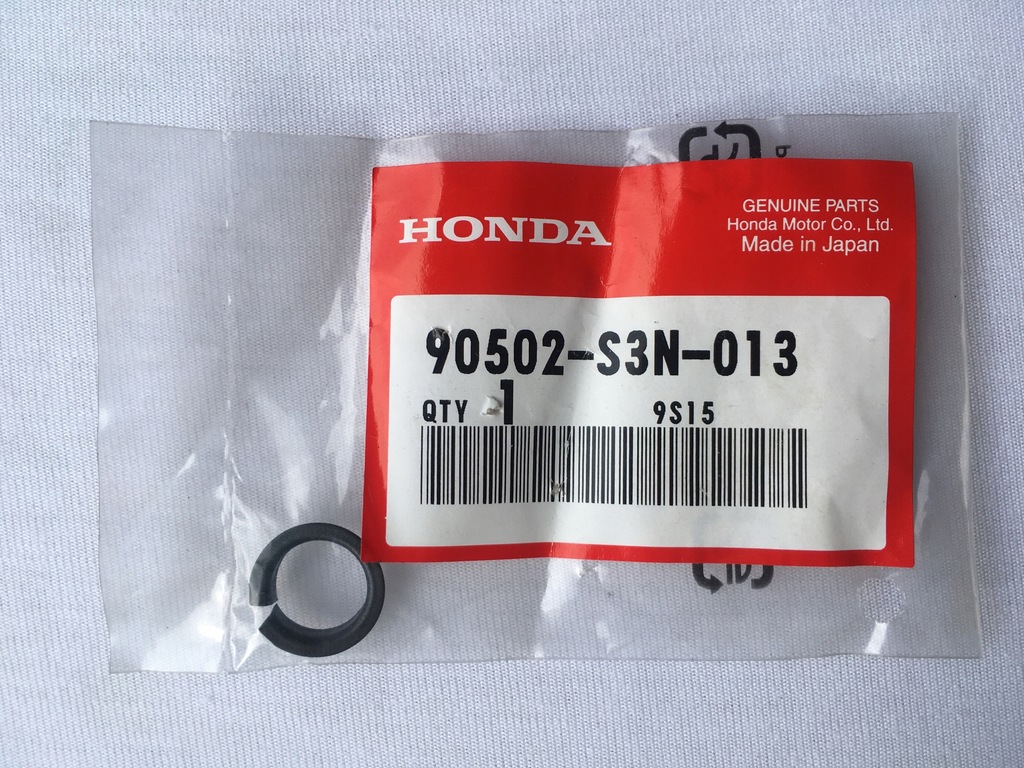 HONDA
GENUINE PARTS
Honda Motor Co., Ltd.
Made in Japan
90502-S3N-013
QTY 1 9S15